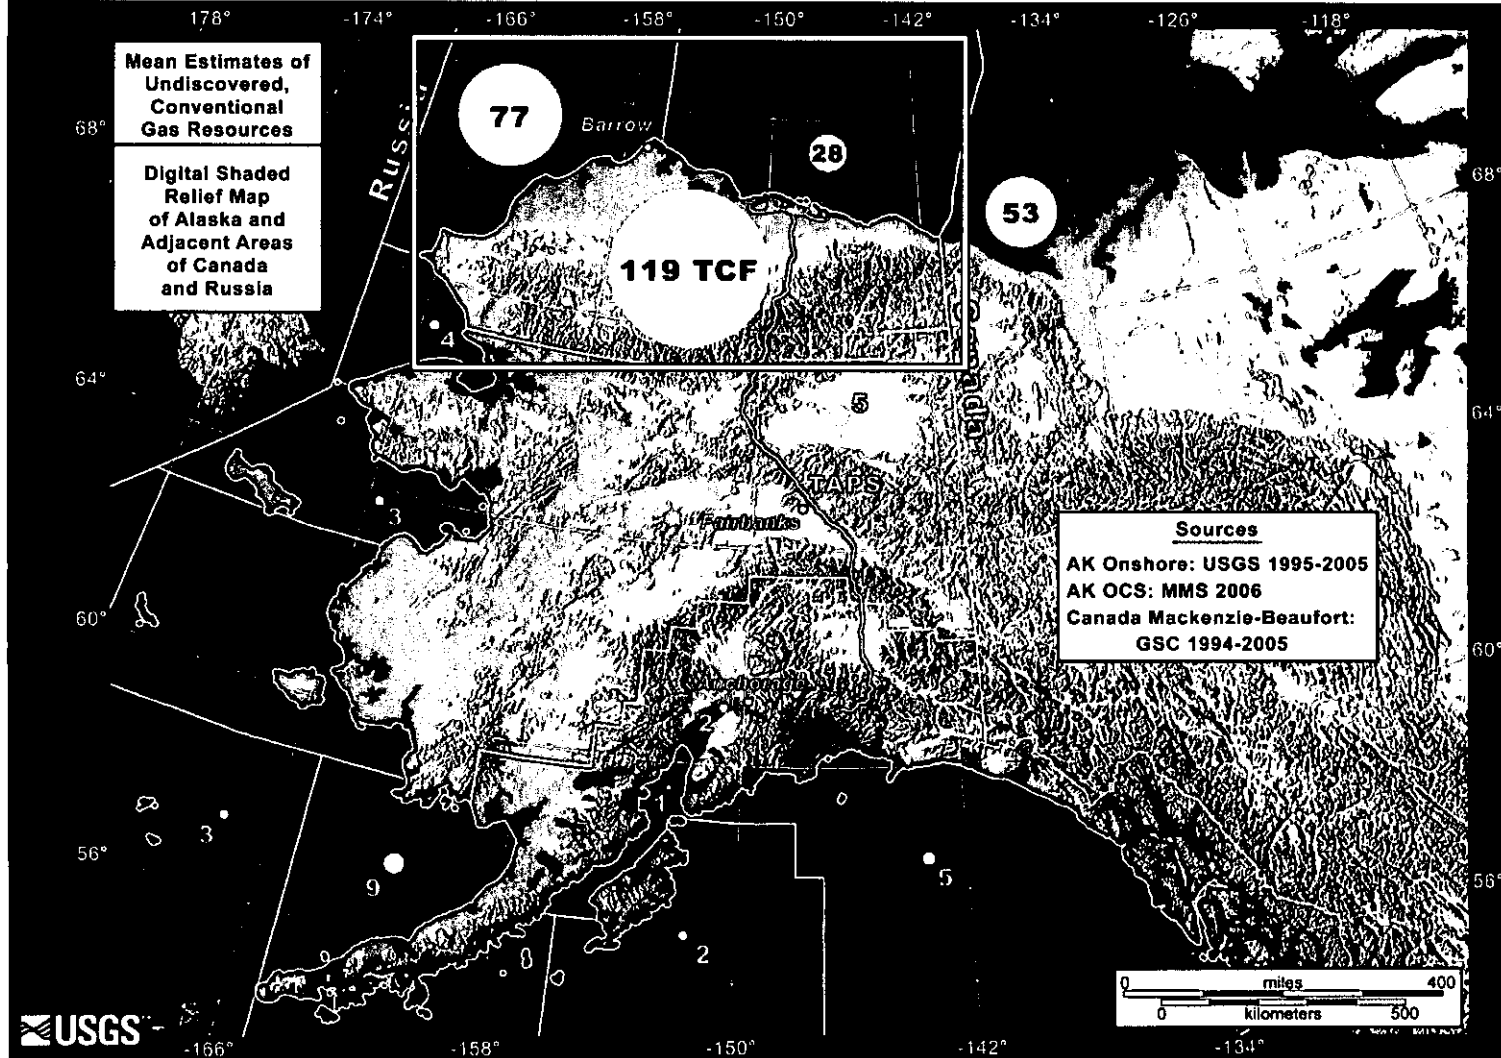 178° -174° -166° -158° -150° -142° -134° -126° -118°
Mean Estimates of
Undiscovered,
Conventional
Gas Resources
Digital Shaded
Relief Map
of Alaska and
Adjacent Areas
of Canada
and Russia
Russia
77
Barrow
28
53
119 TCF
4
68°
68°
64°
64°
Canada
5
TAPS
3
Fairbanks
Sources
AK Onshore: USGS 1995-2005
AK OCS: MMS 2006
Canada Mackenzie-Beaufort:
GSC 1994-2005
60°
60°
Anchorage
2
1
3
9
5
2
56°
56°
0 miles 400
0 kilometers 500
USGS
-166° -158° -150° -142° -134°